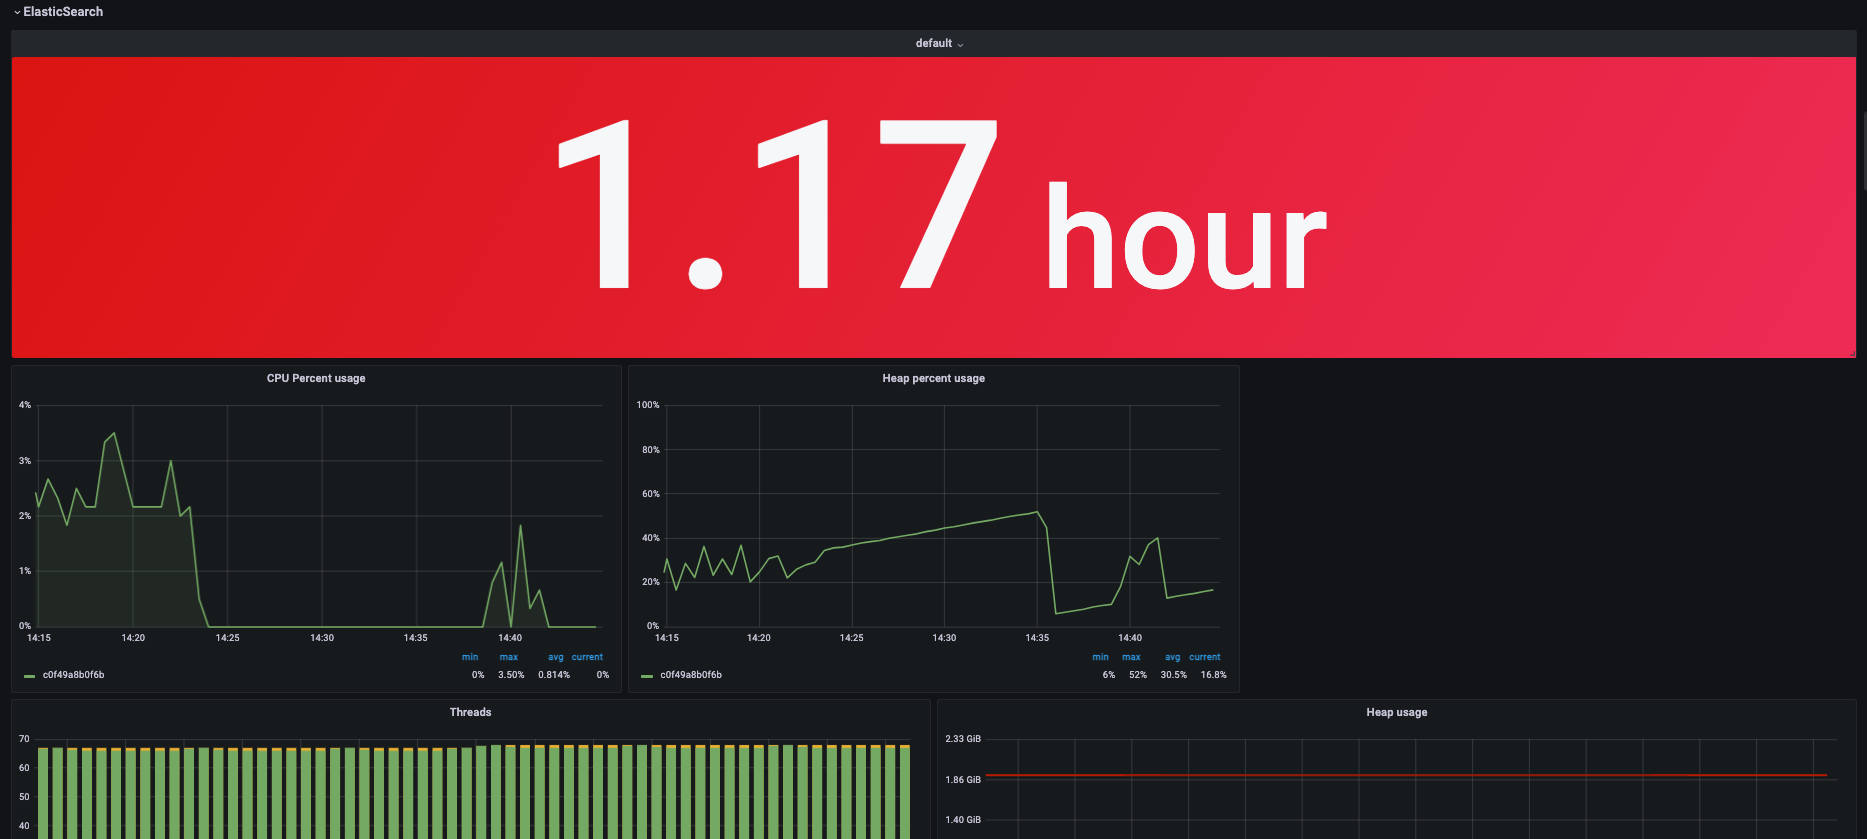 ElasticSearch
default
1.17 hour
CPU Percent usage
4%
3%
2%
1%
0%
14:15 14:20 14:25 14:30 14:35 14:40
min max avg current
c0f49a8b0f6b 0% 3.50% 0.814% 0%
Heap percent usage
100%
80%
60%
40%
20%
0%
14:15 14:20 14:25 14:30 14:35 14:40
min max avg current
c0f49a8b0f6b 6% 52% 30.5% 16.8%
Threads
70
60
50
40
Heap usage
2.33 GiB
1.86 GiB
1.40 GiB